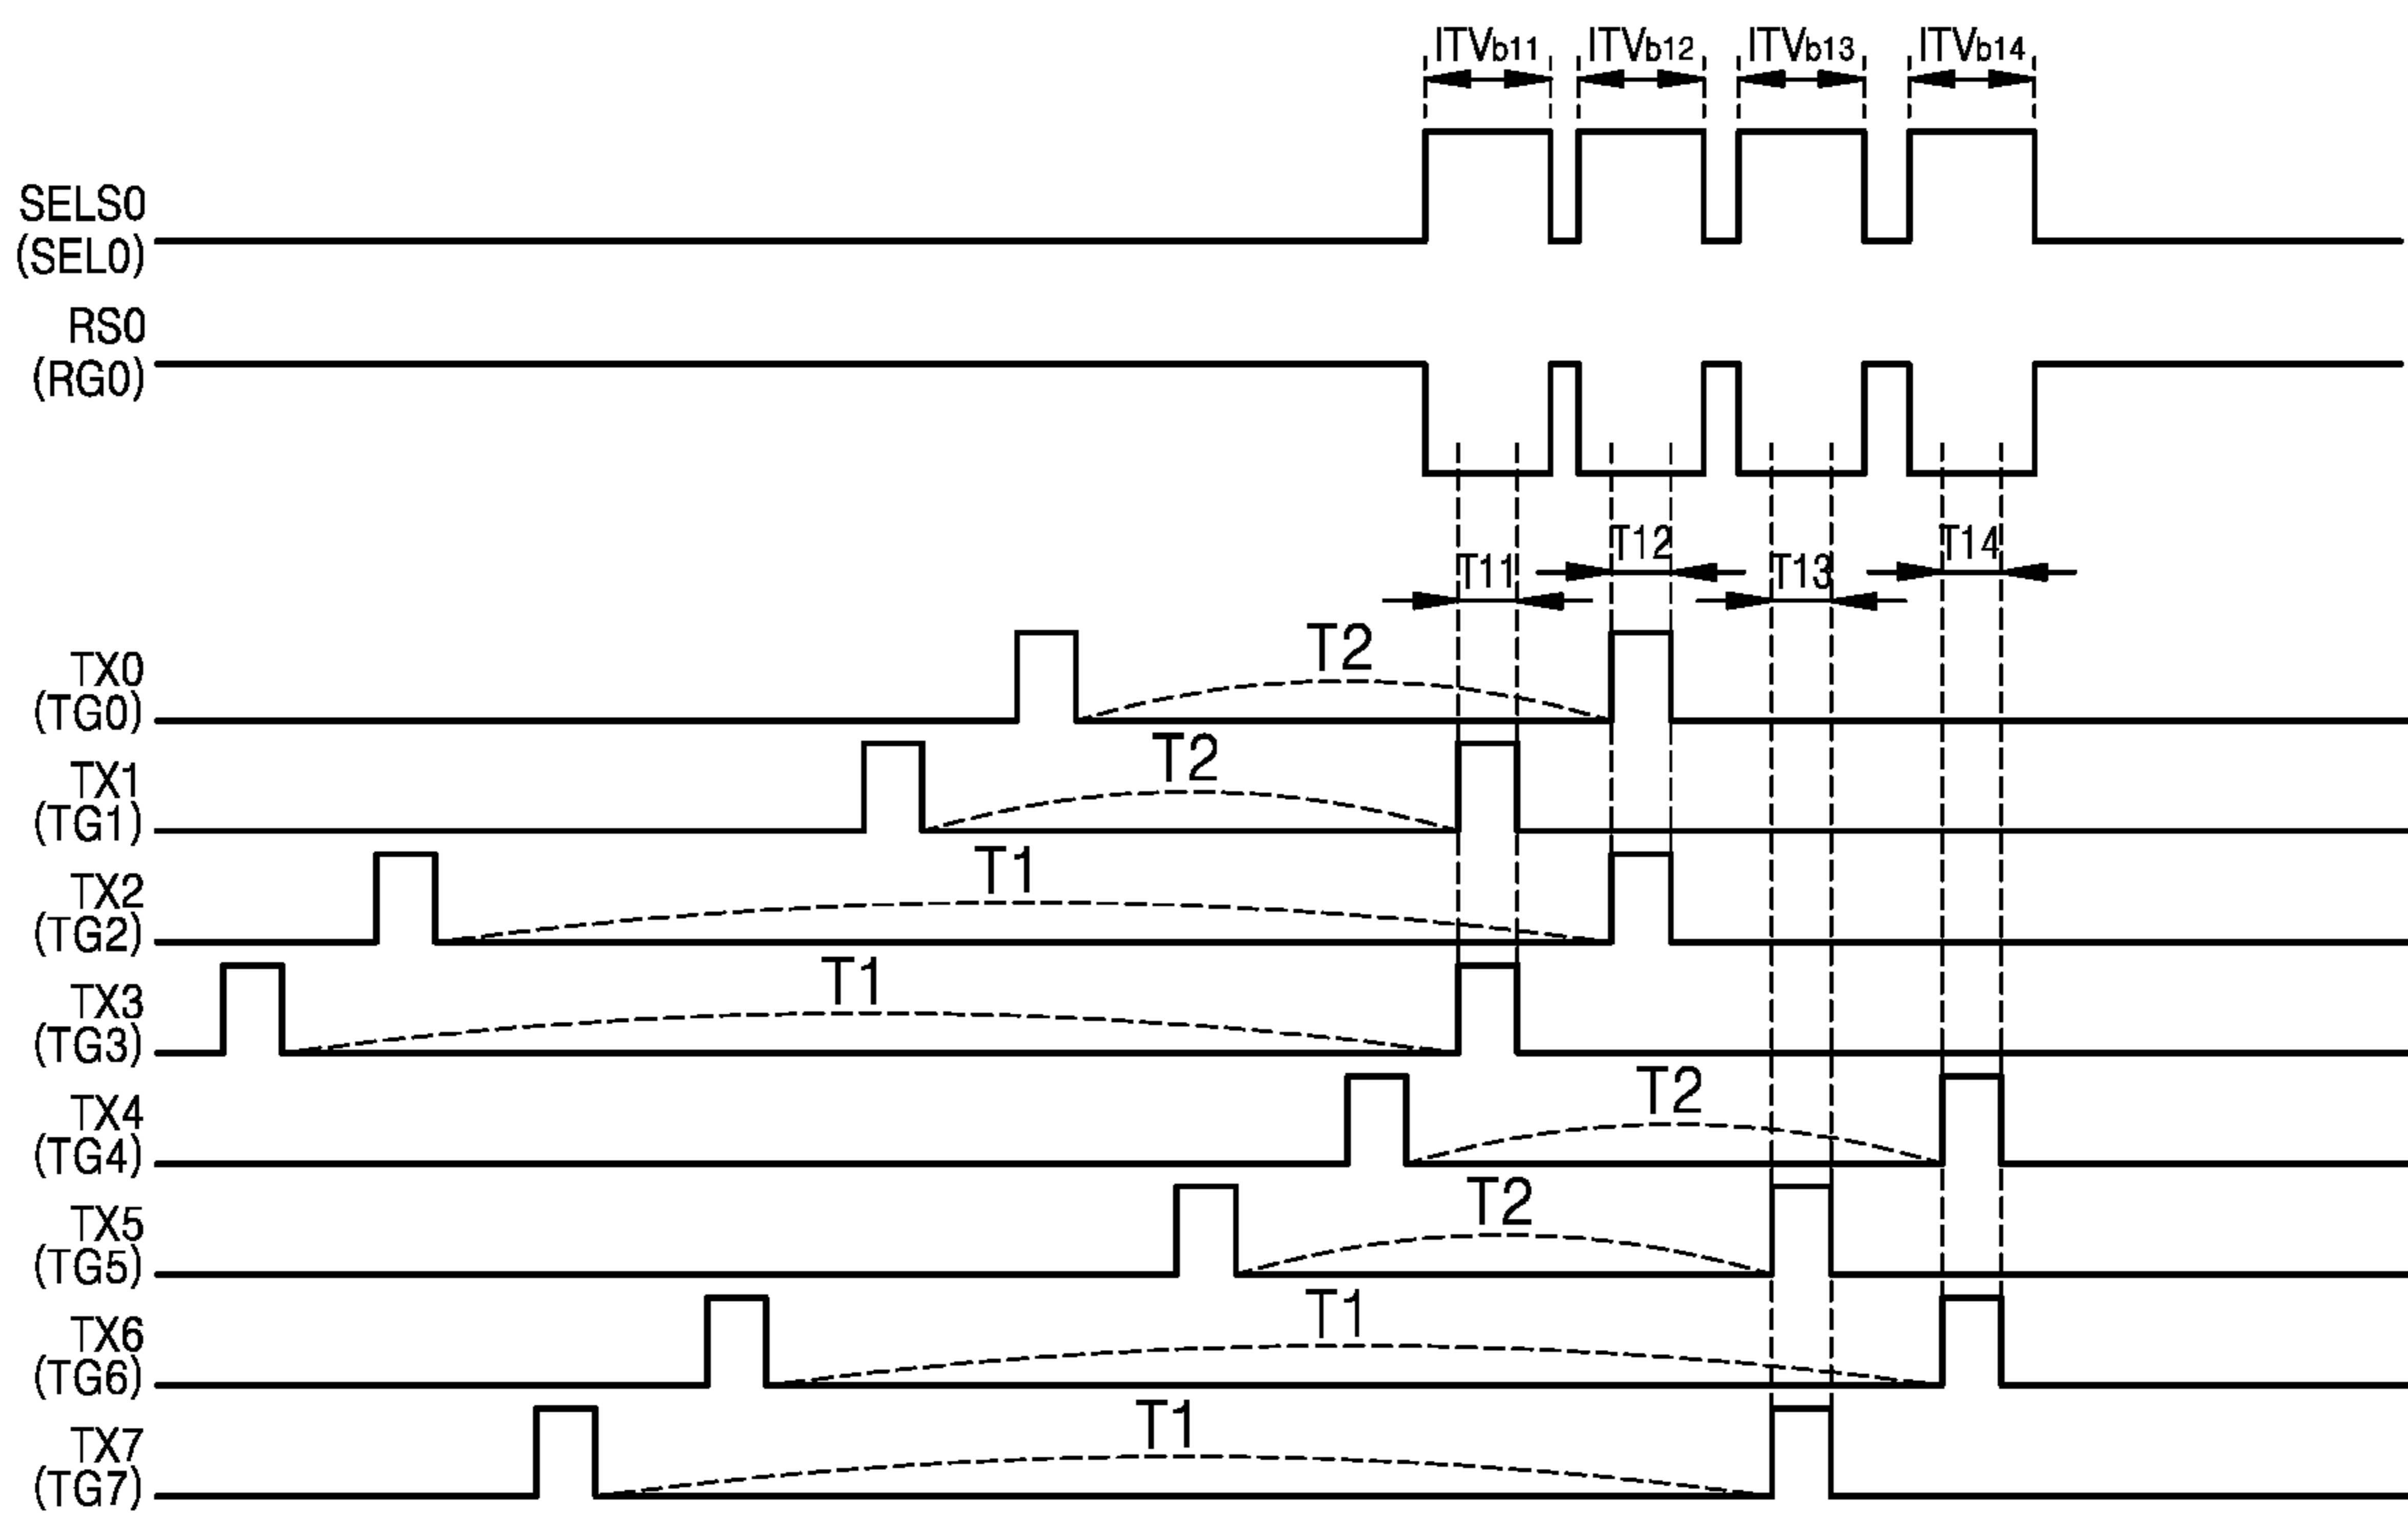 ITVb11 ITVb12 ITVb13 ITVb14
SELS0
(SEL0)
RS0
(RG0)
T12 T14
T11 T13
TX0
(TG0)
T2
TX1
(TG1)
T2
TX2
(TG2)
T1
TX3
(TG3)
T1
TX4
(TG4)
T2
TX5
(TG5)
T2
TX6
(TG6)
T1
TX7
(TG7)
T1